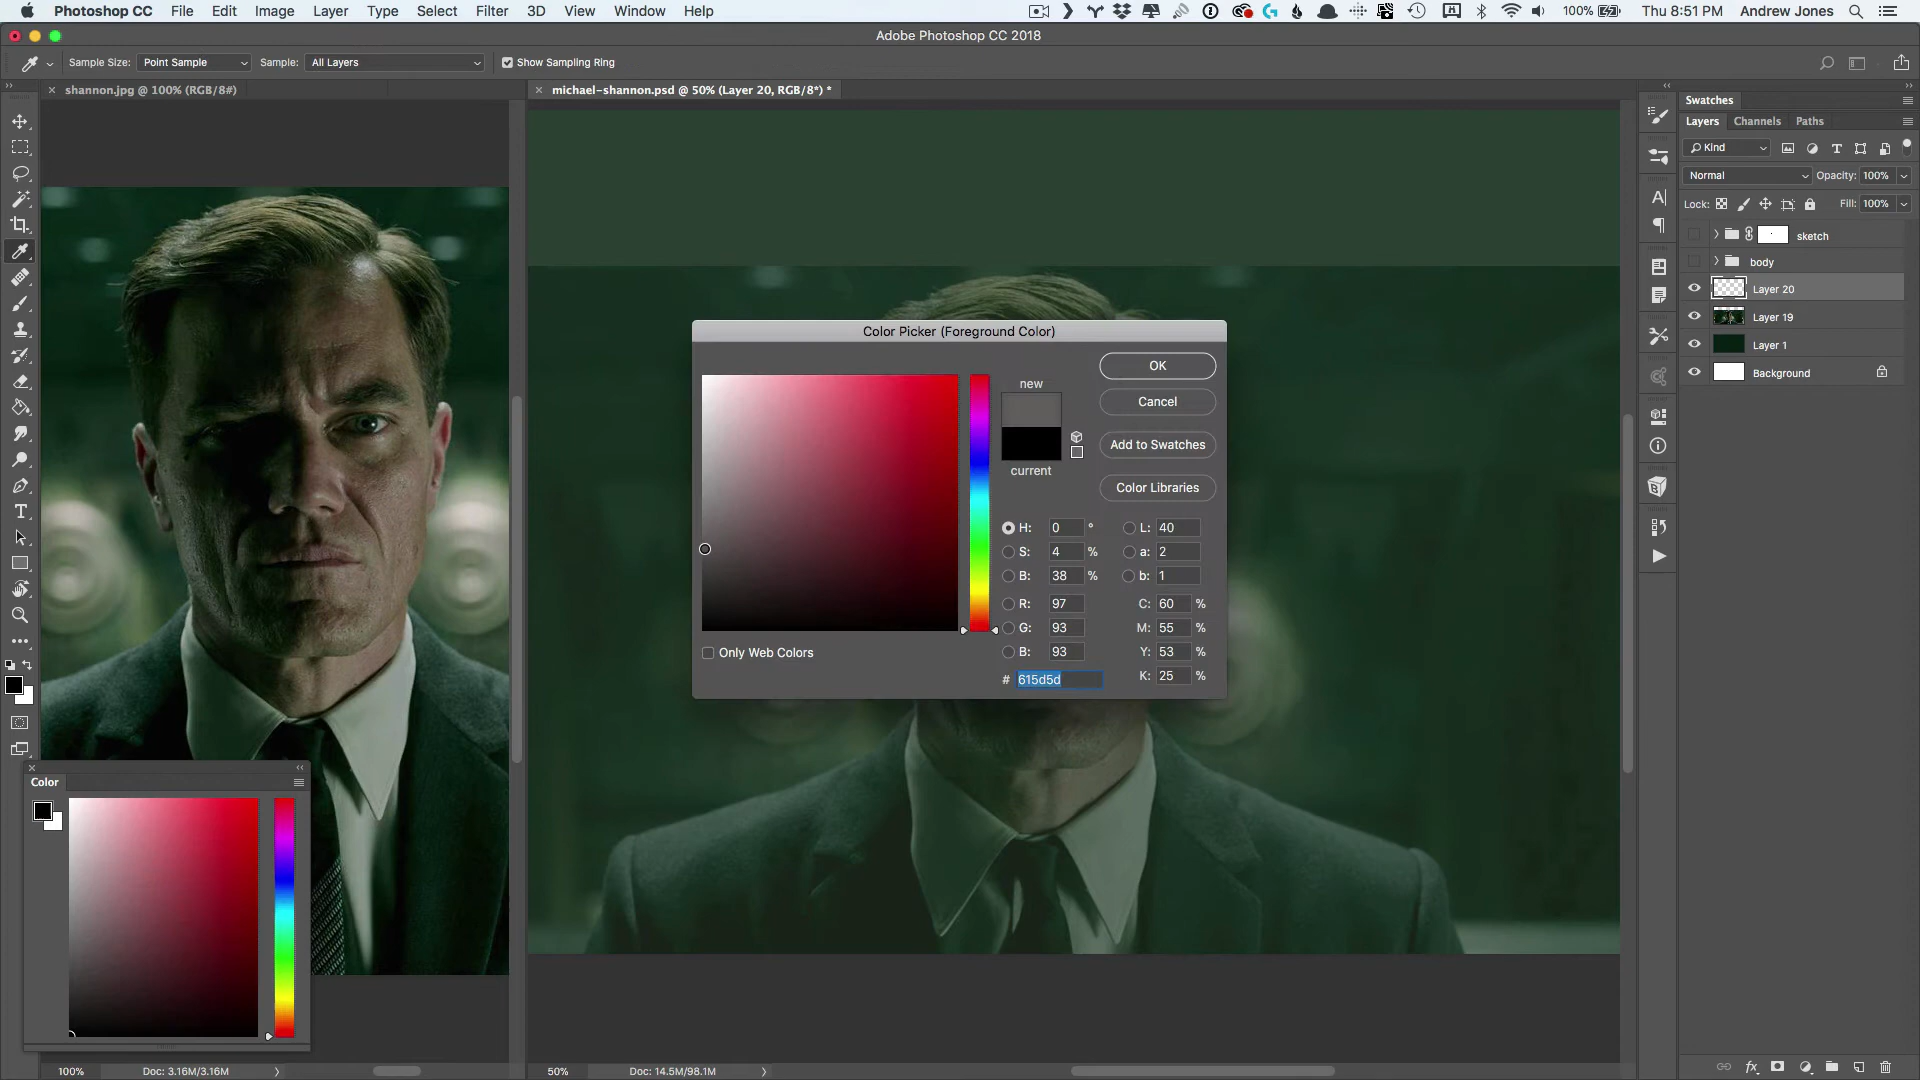 Photoshop CC File Edit Image Layer Type Select Filter 3D View Window Help 100% Thu 8:51 PM Andrew Jones
Adobe Photoshop CC 2018
Sample Size: Point Sample Sample: All Layers Show Sampling Ring
shannon.jpg @ 100% (RGB/8#)
michael-shannon.psd @ 50% (Layer 20, RGB/8*) *
Swatches
Layers Channels Paths
Kind
Normal Opacity: 100%
Lock: Fill: 100%
sketch
body
Layer 20
Layer 19
Layer 1
Background
Color Picker (Foreground Color)
new
current
OK
Cancel
Add to Swatches
Color Libraries
H: 0 ° L: 40
S: 4 % a: 2
B: 38 % b: 1
R: 97 C: 60 %
G: 93 M: 55 %
B: 93 Y: 53 %
# 615d5d K: 25 %
Only Web Colors
Color
100% Doc: 3.16M/3.16M
50% Doc: 14.5M/98.1M